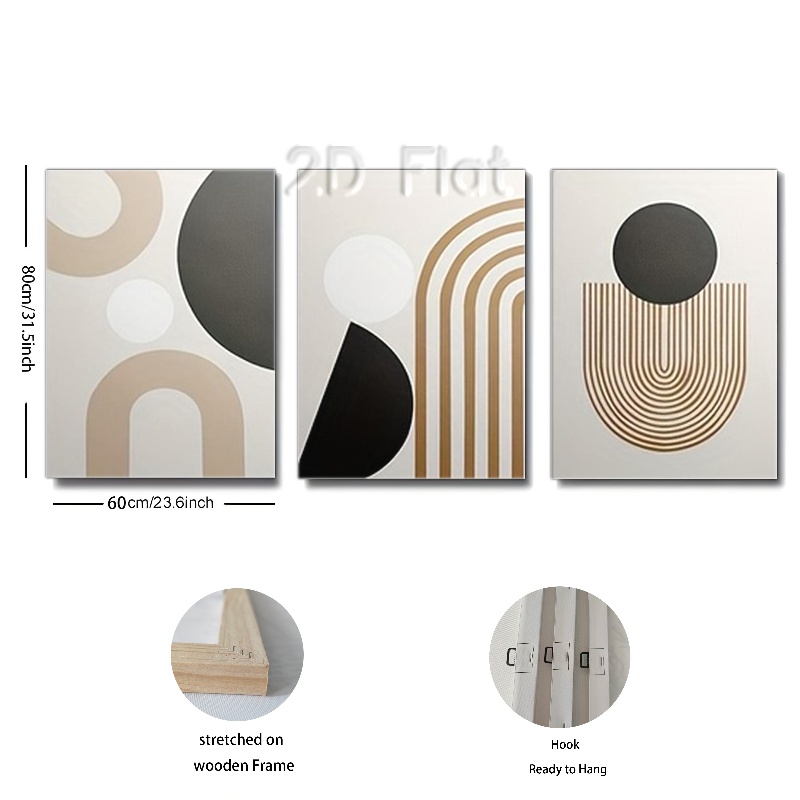 2D Flat
80cm/31.5inch
60cm/23.6inch
stretched on
wooden Frame
Hook
Ready to Hang